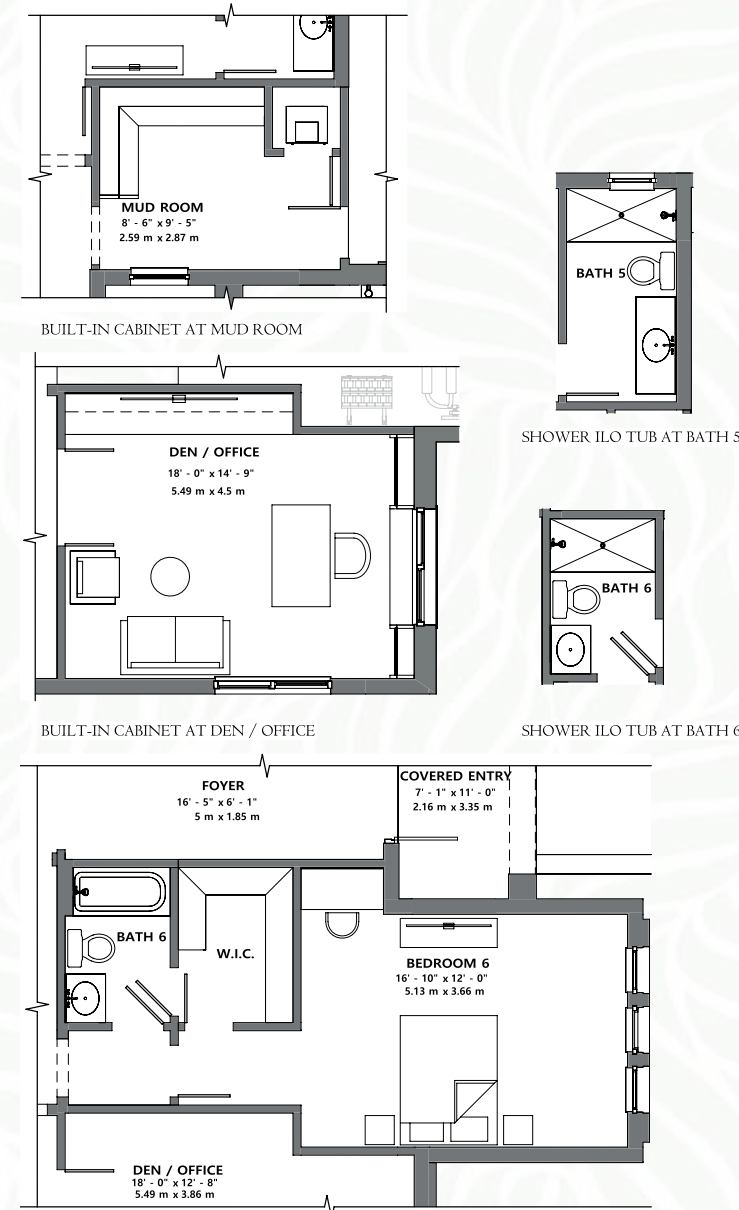 MUD ROOM
8' - 6" x 9' - 5"
2.59 m x 2.87 m
BUILT-IN CABINET AT MUD ROOM
BATH 5
SHOWER ILO TUB AT BATH 5
DEN / OFFICE
18' - 0" x 14' - 9"
5.49 m x 4.5 m
BUILT-IN CABINET AT DEN / OFFICE
BATH 6
SHOWER ILO TUB AT BATH 6
FOYER
16' - 5" x 6' - 1"
5 m x 1.85 m
COVERED ENTRY
7' - 1" x 11' - 0"
2.16 m x 3.35 m
BATH 6
W.I.C.
BEDROOM 6
16' - 10" x 12' - 0"
5.13 m x 3.66 m
DEN / OFFICE
18' - 0" x 12' - 8"
5.49 m x 3.86 m